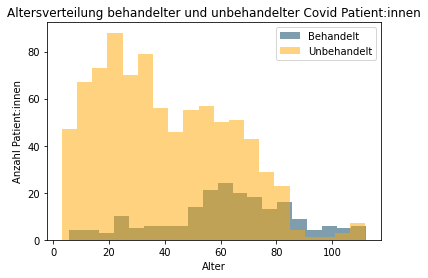 Altersverteilung behandelter und unbehandelter Covid Patient:innen
Behandelt
Unbehandelt
Anzahl Patient:innen
80
60
40
20
0
0 20 40 60 80 100
Alter